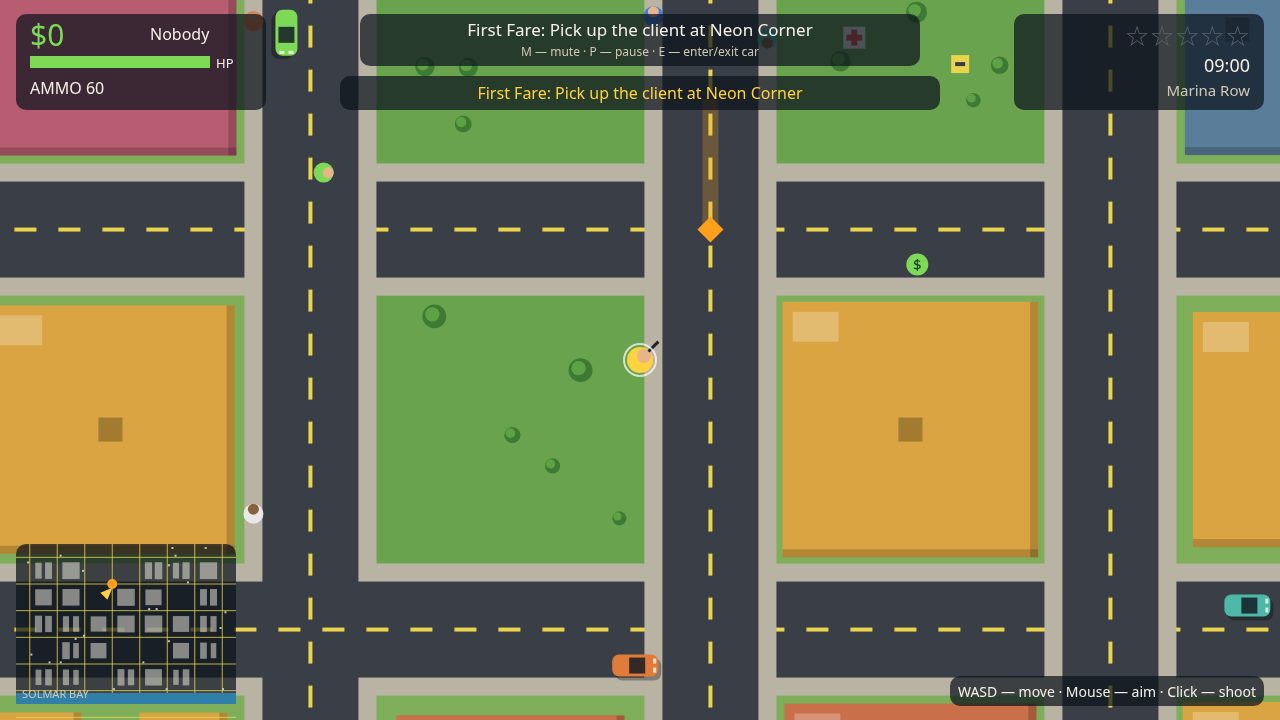 $0
Nobody
HP
AMMO 60
First Fare: Pick up the client at Neon Corner
M — mute · P — pause · E — enter/exit car
First Fare: Pick up the client at Neon Corner
☆☆☆☆☆
09:00
Marina Row
$
SOLMAR BAY
WASD — move · Mouse — aim · Click — shoot